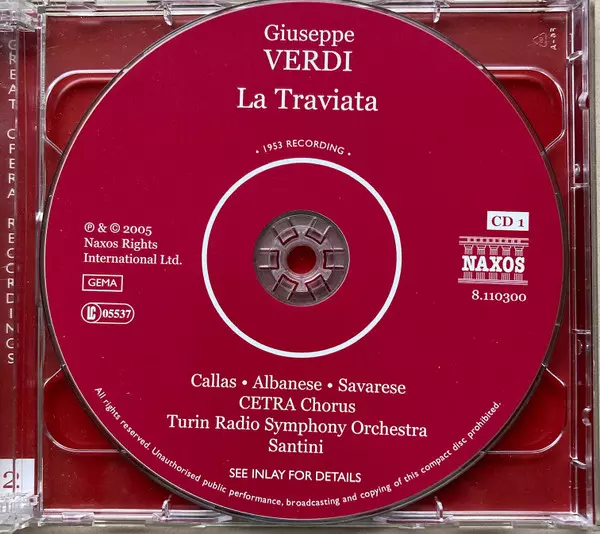 GREAT OPERA RECORDINGS
2
Giuseppe
VERDI
La Traviata
• 1953 RECORDING •
℗ & © 2005
Naxos Rights
International Ltd.
GEMA
LC 05537
CD 1
NAXOS
8.110300
Callas • Albanese • Savarese
CETRA Chorus
Turin Radio Symphony Orchestra
Santini
SEE INLAY FOR DETAILS
All rights reserved. Unauthorised public performance, broadcasting and copying of this compact disc prohibited.